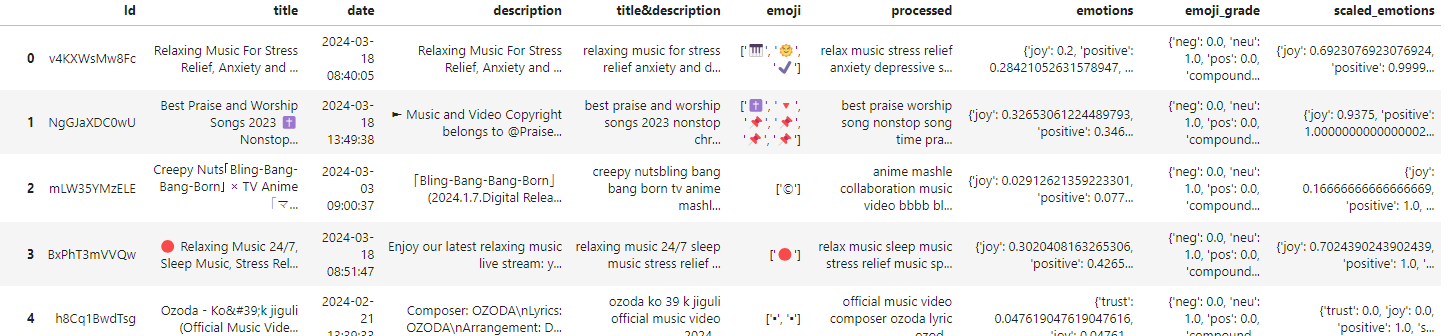 Id title date description title&description emoji processed emotions emoji_grade scaled_emotions
0 v4KXWsMw8Fc Relaxing Music For Stress Relief, Anxiety and ... 2024-03-18 08:40:05 Relaxing Music For Stress Relief, Anxiety and ... relaxing music for stress relief anxiety and d... ['🎹', '🌝', '✔'] relax music stress relief anxiety depressive s... {'joy': 0.2, 'positive': 0.28421052631578947, ... {'neg': 0.0, 'neu': 1.0, 'pos': 0.0, 'compound... {'joy': 0.6923076923076924, 'positive': 0.9999...
1 NgGJaXDC0wU Best Praise and Worship Songs 2023 ✝️ Nonstop... 2024-03-18 13:49:38 ► Music and Video Copyright belongs to @Praise... best praise and worship songs 2023 nonstop chr... ['✝', '🔻', '📌', '📌', '📌', '📌'] best praise worship song nonstop song time pra... {'joy': 0.32653061224489793, 'positive': 0.346... {'neg': 0.0, 'neu': 1.0, 'pos': 0.0, 'compound... {'joy': 0.9375, 'positive': 1.0000000000000002...
2 mLW35YMzELE Creepy Nuts「Bling-Bang-Bang-Born」 × TV Anime「マ... 2024-03-03 09:00:37 「Bling-Bang-Bang-Born」 (2024.1.7.Digital Relea... creepy nutsbling bang bang born tv anime mashl... ['©'] anime mashle collaboration music video bbbb bl... {'joy': 0.02912621359223301, 'positive': 0.077... {'neg': 0.0, 'neu': 1.0, 'pos': 0.0, 'compound... {'joy': 0.16666666666666669, 'positive': 1.0, ...
3 BxPhT3mVVQw 🔴 Relaxing Music 24/7, Sleep Music, Stress Rel... 2024-03-18 08:51:47 Enjoy our latest relaxing music live stream: y... relaxing music 24/7 sleep music stress relief ... ['🔴'] relax music sleep music stress relief music sp... {'joy': 0.3020408163265306, 'positive': 0.4265... {'neg': 0.0, 'neu': 1.0, 'pos': 0.0, 'compound... {'joy': 0.7024390243902439, 'positive': 1.0, '...
4 h8Cq1BwdTsg Ozoda - Ko&#39;k jiguli (Official Music Vide... 2024-02-21 Composer: OZODA\nLyrics: OZODA\nArrangement: D... ozoda ko 39 k jiguli official music video ['▪', '▪'] official music video composer ozoda lyric {'trust': 0.047619047619047616, {'neg': 0.0, 'neu': 1.0, 'pos': 0.0, 'compound... {'trust': 0.0, 'joy': 0.0, 'positive': 1.0, 's...